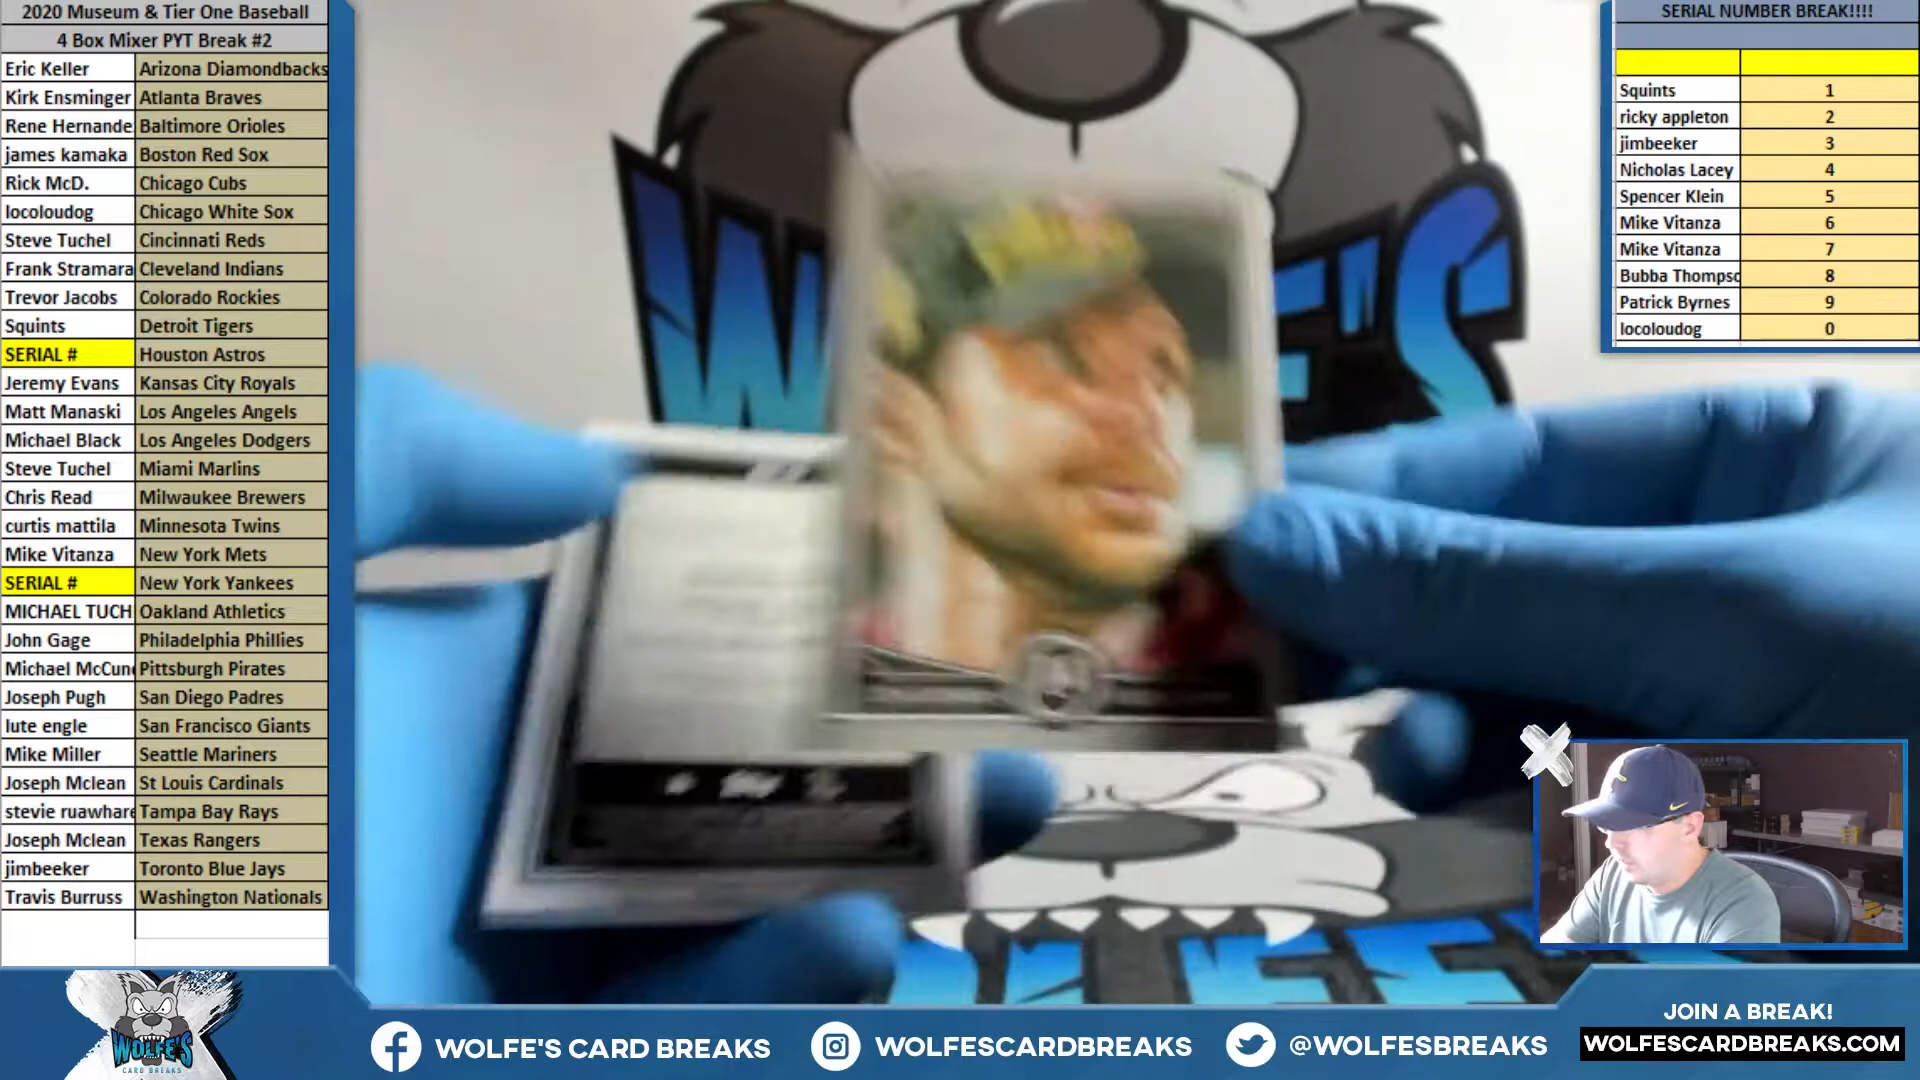 2020 Museum & Tier One Baseball
4 Box Mixer PYT Break #2
Eric Keller Arizona Diamondbacks
Kirk Ensminger Atlanta Braves
Rene Hernande Baltimore Orioles
james kamaka Boston Red Sox
Rick McD. Chicago Cubs
locoloudog Chicago White Sox
Steve Tuchel Cincinnati Reds
Frank Stramara Cleveland Indians
Trevor Jacobs Colorado Rockies
Squints Detroit Tigers
SERIAL # Houston Astros
Jeremy Evans Kansas City Royals
Matt Manaski Los Angeles Angels
Michael Black Los Angeles Dodgers
Steve Tuchel Miami Marlins
Chris Read Milwaukee Brewers
curtis mattila Minnesota Twins
Mike Vitanza New York Mets
SERIAL # New York Yankees
MICHAEL TUCH Oakland Athletics
John Gage Philadelphia Phillies
Michael McCun Pittsburgh Pirates
Joseph Pugh San Diego Padres
lute engle San Francisco Giants
Mike Miller Seattle Mariners
Joseph Mclean St Louis Cardinals
stevie ruawhare Tampa Bay Rays
Joseph Mclean Texas Rangers
jimbeeker Toronto Blue Jays
Travis Burruss Washington Nationals
SERIAL NUMBER BREAK!!!!
Squints 1
ricky appleton 2
jimbeeker 3
Nicholas Lacey 4
Spencer Klein 5
Mike Vitanza 6
Mike Vitanza 7
Bubba Thompso 8
Patrick Byrnes 9
locoloudog 0
WOLFE'S
CARD BREAKS
WOLFE'S CARD BREAKS
WOLFESCARDBREAKS
@WOLFESBREAKS
JOIN A BREAK!
WOLFESCARDBREAKS.COM